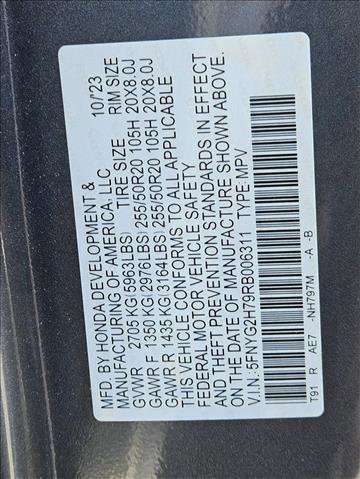 MFD. BY HONDA DEVELOPMENT &
MANUFACTURING OF AMERICA, LLC 10/23
TIRE SIZE RIM SIZE
GVWR 2705 KG(5963LBS)
GAWR F 1350 KG(2976LBS) 255/50R20 105H 20X8.0J
GAWR R 1435 KG(3164LBS) 255/50R20 105H 20X8.0J
THIS VEHICLE CONFORMS TO ALL APPLICABLE
FEDERAL MOTOR VEHICLE SAFETY
AND THEFT PREVENTION STANDARDS IN EFFECT
ON THE DATE OF MANUFACTURE SHOWN ABOVE.
V.I.N.: 5FNYG2H79RB006311 TYPE: MPV
T91 R AE7 -NH797M -A -B